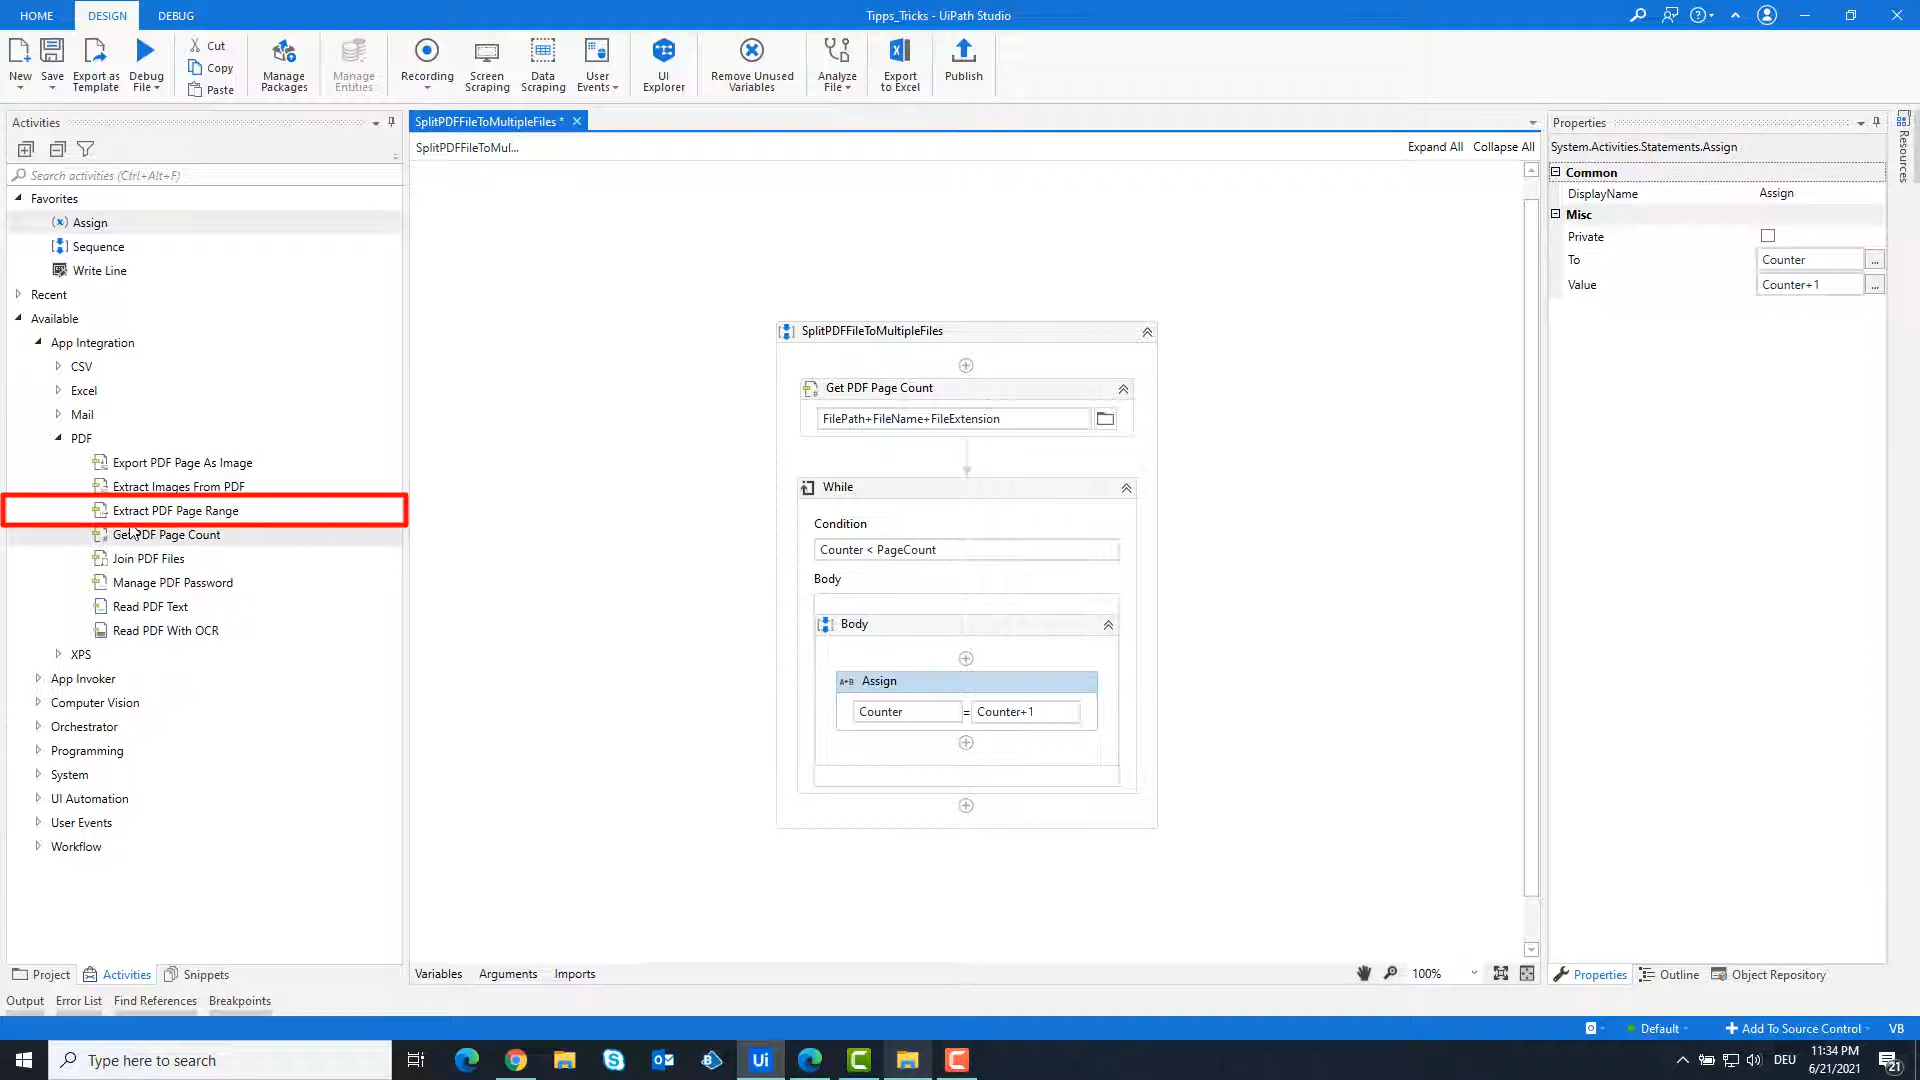 HOME
DESIGN
DEBUG
Tipps_Tricks - UiPath Studio
New
Save
Export as Template
Debug File
Cut
Copy
Paste
Manage Packages
Manage Entities
Recording
Screen Scraping
Data Scraping
User Events
UI Explorer
Remove Unused Variables
Analyze File
Export to Excel
Publish
Activities
Search activities (Ctrl+Alt+F)
Favorites
Assign
Sequence
Write Line
Recent
Available
App Integration
CSV
Excel
Mail
PDF
Export PDF Page As Image
Extract Images From PDF
Extract PDF Page Range
Get PDF Page Count
Join PDF Files
Manage PDF Password
Read PDF Text
Read PDF With OCR
XPS
App Invoker
Computer Vision
Orchestrator
Programming
System
UI Automation
User Events
Workflow
Project
Activities
Snippets
Output
Error List
Find References
Breakpoints
SplitPDFFileToMultipleFiles *
SplitPDFFileToMul...
Expand All
Collapse All
SplitPDFFileToMultipleFiles
Get PDF Page Count
FilePath+FileName+FileExtension
While
Condition
Counter < PageCount
Body
Body
A+B Assign
Counter = Counter+1
Variables
Arguments
Imports
100%
Properties
System.Activities.Statements.Assign
Common
DisplayName Assign
Misc
Private
To Counter ...
Value Counter+1 ...
Resources
Properties
Outline
Object Repository
Default
Add To Source Control
VB
Type here to search
Ui
DEU
11:34 PM
6/21/2021
21